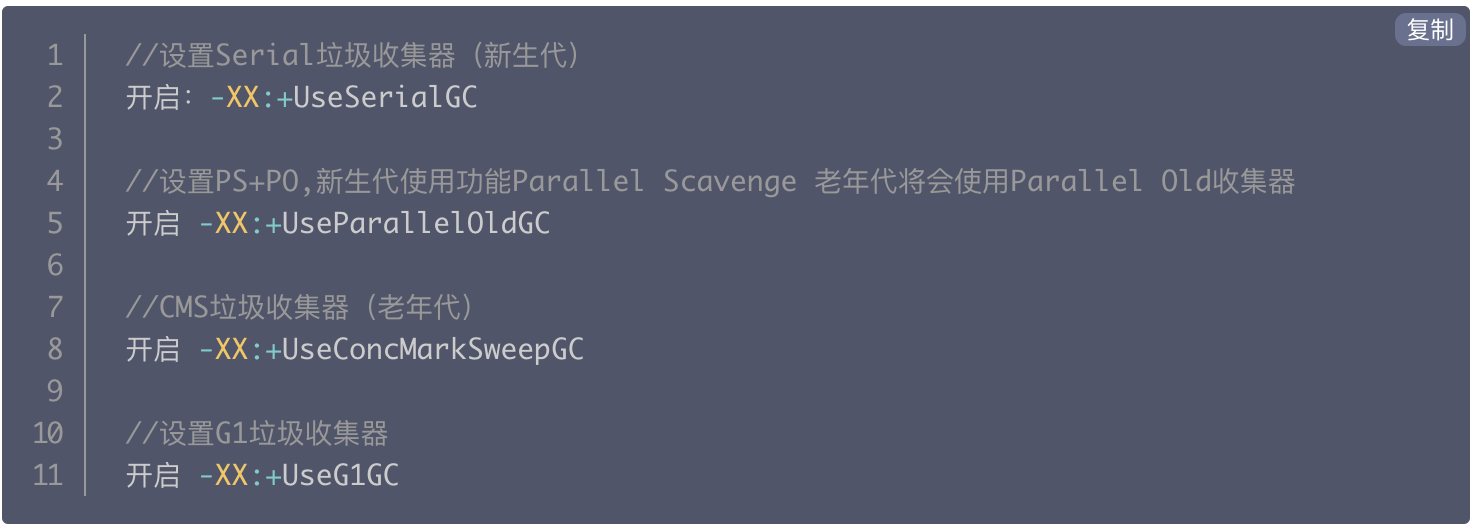 复制
1 //设置Serial垃圾收集器（新生代）
2 开启：-XX:+UseSerialGC
3
4 //设置PS+PO,新生代使用功能Parallel Scavenge 老年代将会使用Parallel Old收集器
5 开启 -XX:+UseParallelOldGC
6
7 //CMS垃圾收集器（老年代）
8 开启 -XX:+UseConcMarkSweepGC
9
10 //设置G1垃圾收集器
11 开启 -XX:+UseG1GC